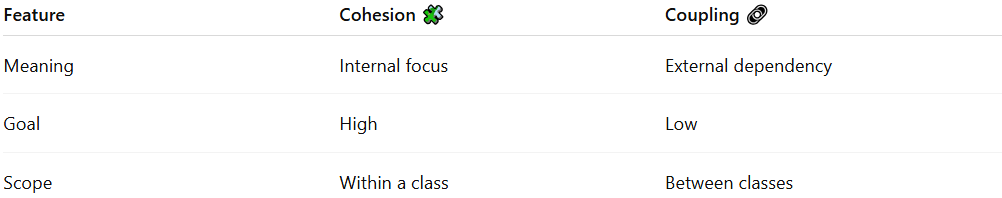 Feature Cohesion 🧩 Coupling 🔗
Meaning Internal focus External dependency
Goal High Low
Scope Within a class Between classes